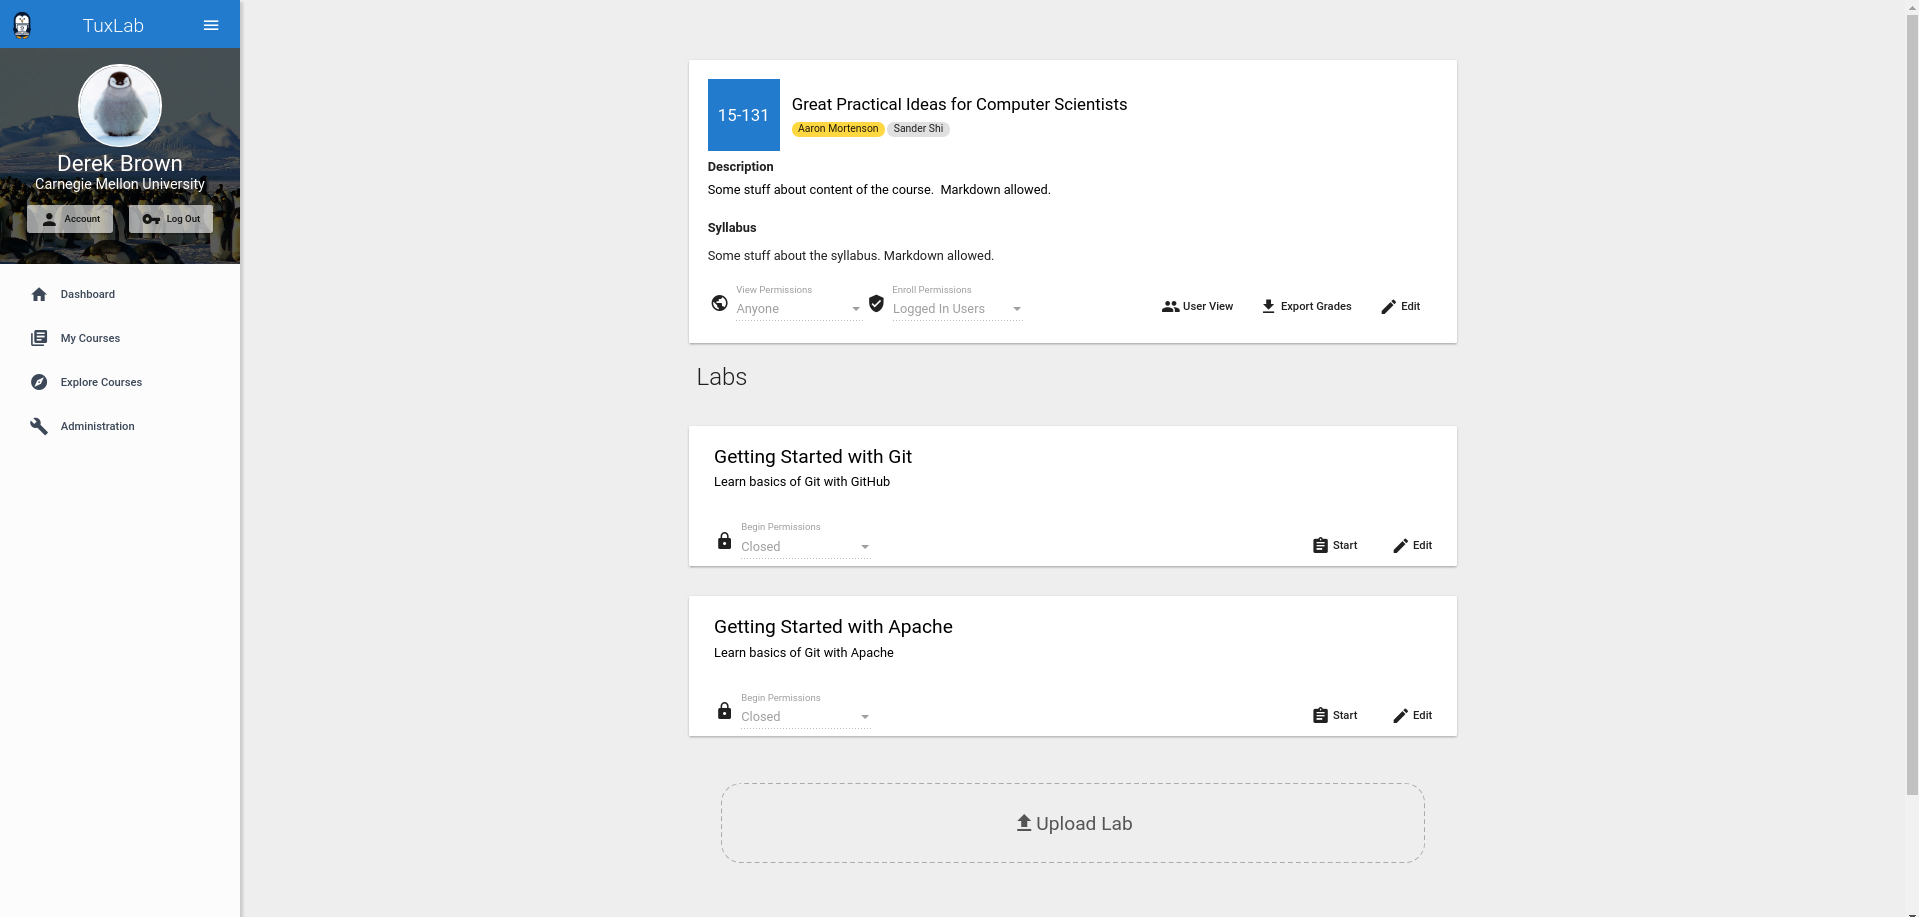 TuxLab
Derek Brown
Carnegie Mellon University
Account
Log Out
Dashboard
My Courses
Explore Courses
Administration
15-131
Great Practical Ideas for Computer Scientists
Aaron Mortenson Sander Shi
Description
Some stuff about content of the course.  Markdown allowed.
Syllabus
Some stuff about the syllabus. Markdown allowed.
View Permissions
Anyone
Enroll Permissions
Logged In Users
User View
Export Grades
Edit
Labs
Getting Started with Git
Learn basics of Git with GitHub
Begin Permissions
Closed
Start
Edit
Getting Started with Apache
Learn basics of Git with Apache
Begin Permissions
Closed
Start
Edit
Upload Lab